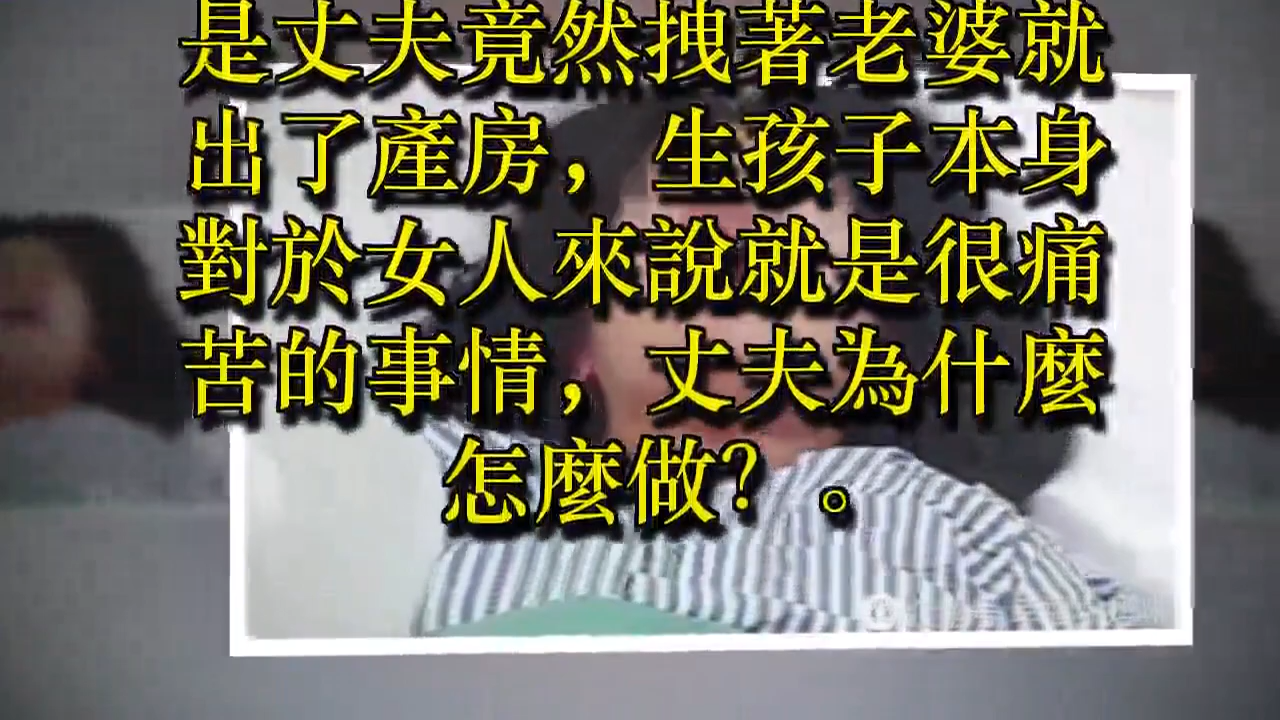 是丈夫竟然拽著老婆就
出了產房，生孩子本身
對於女人來說就是很痛
苦的事情，丈夫為什麼
怎麼做？。